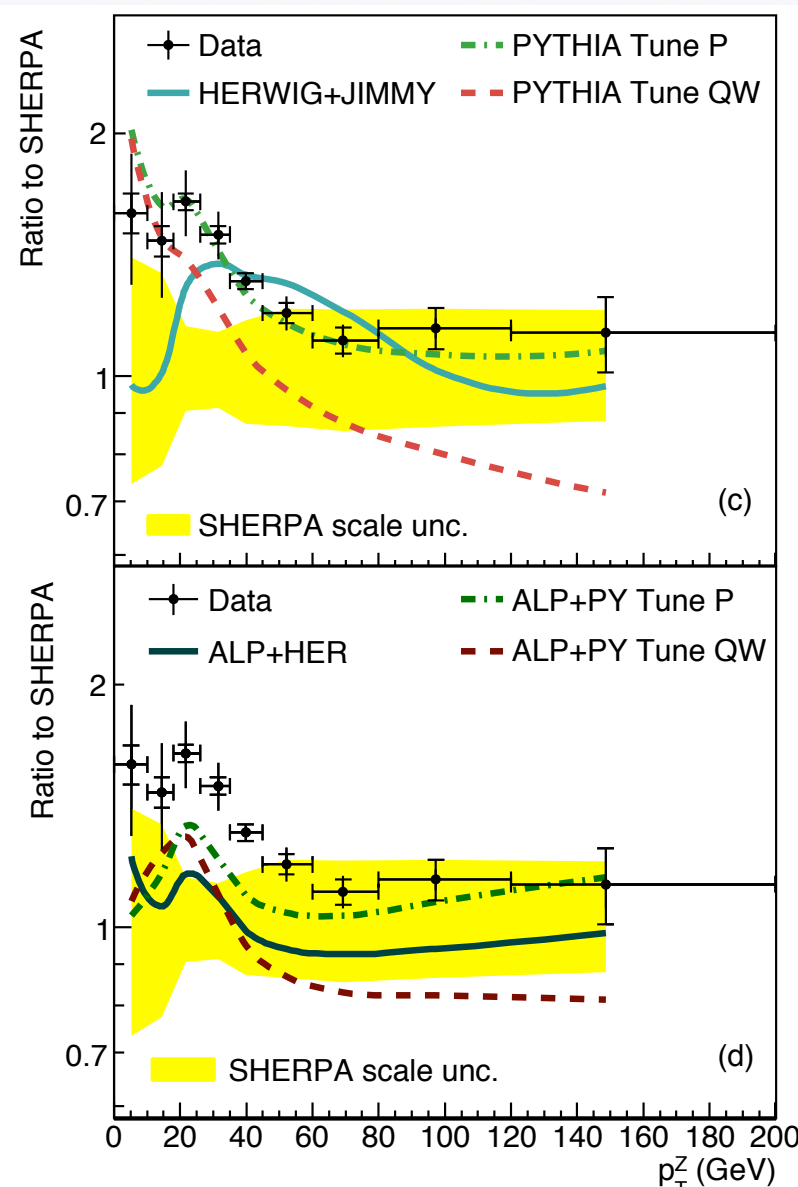 Ratio to SHERPA
Data
PYTHIA Tune P
HERWIG+JIMMY
PYTHIA Tune QW
2
1
0.7
SHERPA scale unc.
(c)
Ratio to SHERPA
Data
ALP+PY Tune P
ALP+HER
ALP+PY Tune QW
2
1
0.7
SHERPA scale unc.
(d)
0 20 40 60 80 100 120 140 160 180 200
p_T^Z (GeV)